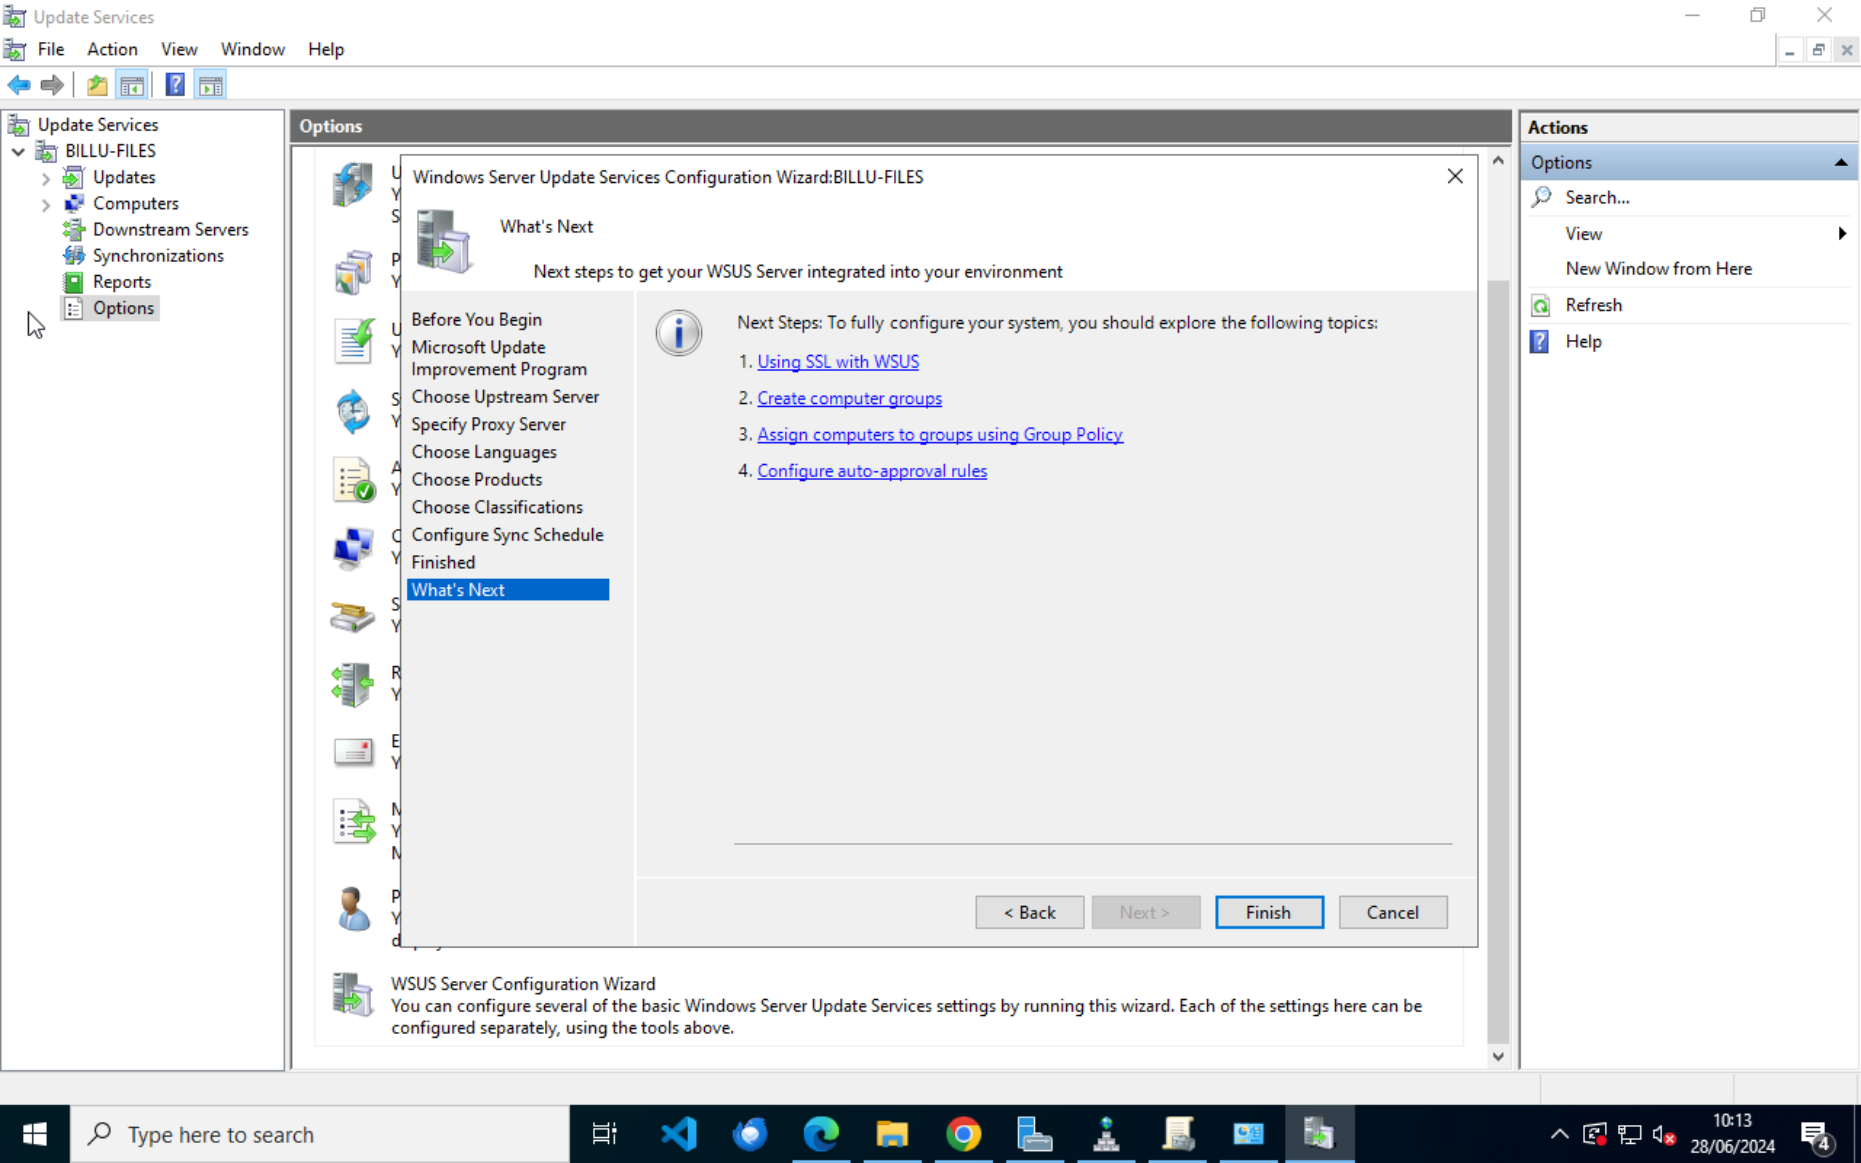 Update Services
File Action View Window Help
Update Services
BILLU-FILES
Updates
Computers
Downstream Servers
Synchronizations
Reports
Options
Options
Windows Server Update Services Configuration Wizard:BILLU-FILES
What's Next
Next steps to get your WSUS Server integrated into your environment
Before You Begin
Microsoft Update
Improvement Program
Choose Upstream Server
Specify Proxy Server
Choose Languages
Choose Products
Choose Classifications
Configure Sync Schedule
Finished
What's Next
Next Steps: To fully configure your system, you should explore the following topics:
1. Using SSL with WSUS
2. Create computer groups
3. Assign computers to groups using Group Policy
4. Configure auto-approval rules
< Back
Next >
Finish
Cancel
WSUS Server Configuration Wizard
You can configure several of the basic Windows Server Update Services settings by running this wizard. Each of the settings here can be
configured separately, using the tools above.
Actions
Options
Search...
View
New Window from Here
Refresh
Help
Type here to search
10:13
28/06/2024
4